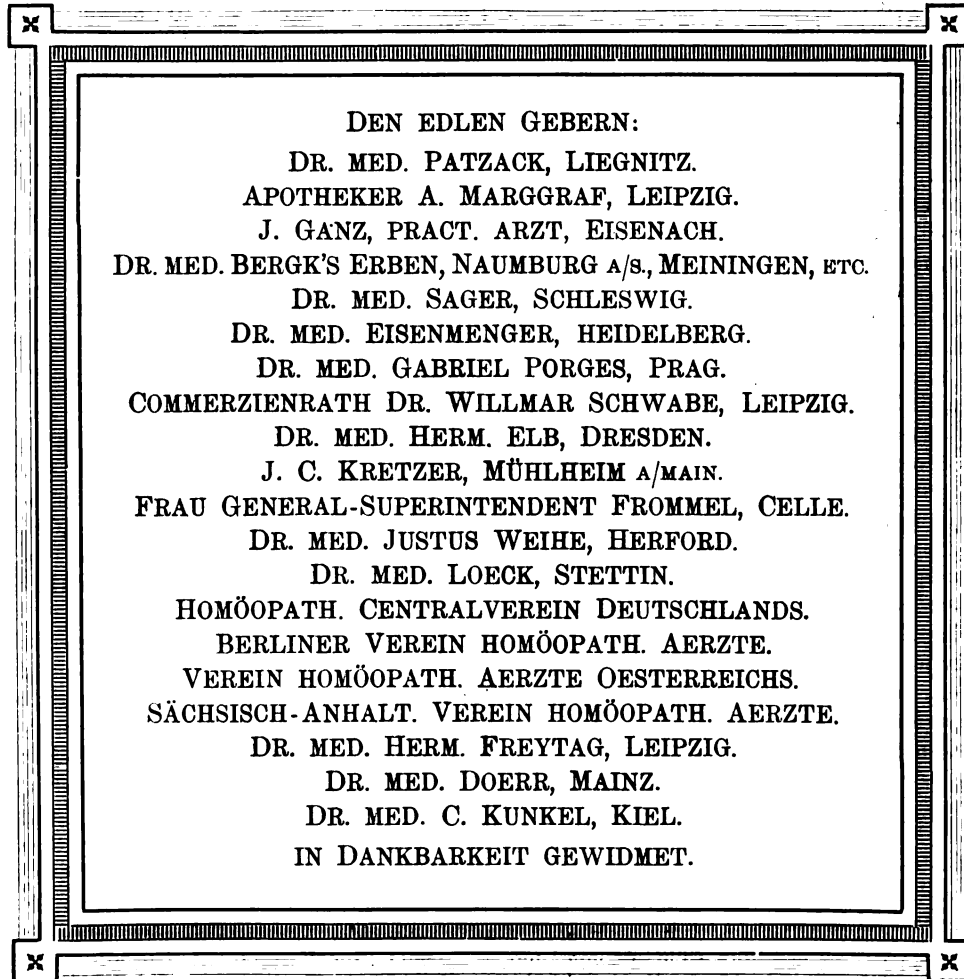 DEN EDLEN GEBERN:
DR. MED. PATZACK, LIEGNITZ.
APOTHEKER A. MARGGRAF, LEIPZIG.
J. GANZ, PRACT. ARZT, EISENACH.
DR. MED. BERGK'S ERBEN, NAUMBURG A/S., MEININGEN, ETC.
DR. MED. SAGER, SCHLESWIG.
DR. MED. EISENMENGER, HEIDELBERG.
DR. MED. GABRIEL PORGES, PRAG.
COMMERZIENRATH DR. WILLMAR SCHWABE, LEIPZIG.
DR. MED. HERM. ELB, DRESDEN.
J. C. KRETZER, MÜHLHEIM A/MAIN.
FRAU GENERAL-SUPERINTENDENT FROMMEL, CELLE.
DR. MED. JUSTUS WEIHE, HERFORD.
DR. MED. LOECK, STETTIN.
HOMÖOPATH. CENTRALVEREIN DEUTSCHLANDS.
BERLINER VEREIN HOMÖOPATH. AERZTE.
VEREIN HOMÖOPATH. AERZTE OESTERREICHS.
SÄCHSISCH-ANHALT. VEREIN HOMÖOPATH. AERZTE.
DR. MED. HERM. FREYTAG, LEIPZIG.
DR. MED. DOERR, MAINZ.
DR. MED. C. KUNKEL, KIEL.
IN DANKBARKEIT GEWIDMET.